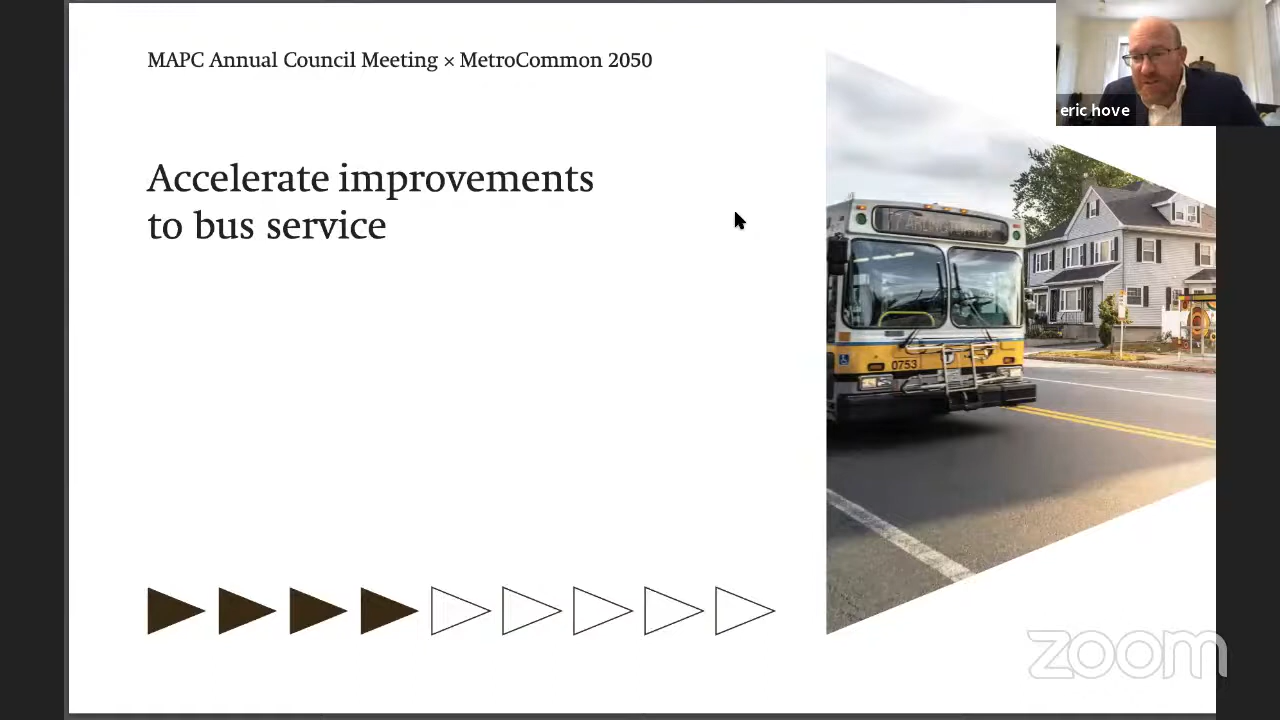 MAPC Annual Council Meeting × MetroCommon 2050
eric hove
Accelerate improvements
to bus service
0753
T
zoom